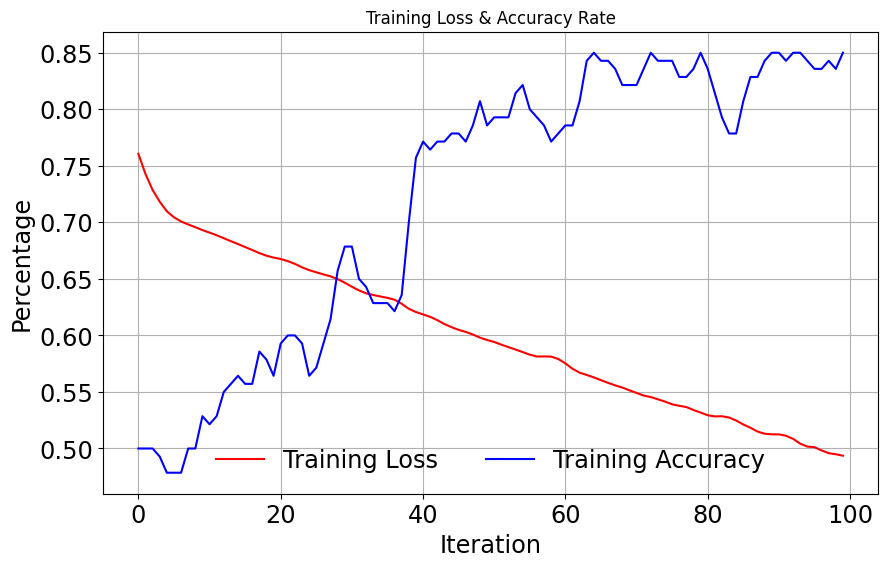 Training Loss & Accuracy Rate
0.85
0.80
0.75
0.70
0.65
0.60
0.55
0.50
Percentage
Training Loss
Training Accuracy
0 20 40 60 80 100
Iteration